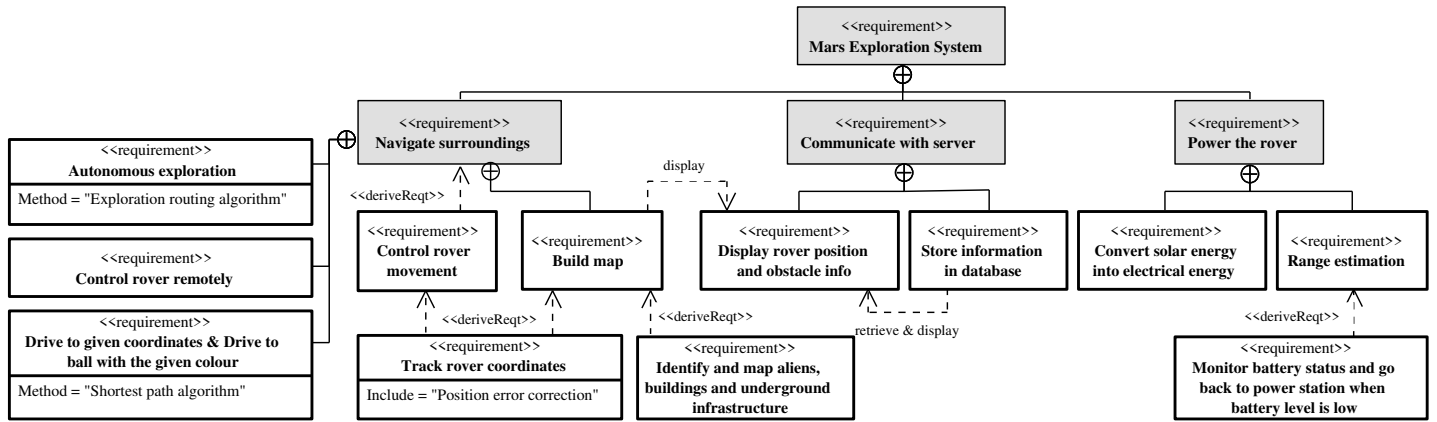 <<requirement>>
Mars Exploration System
<<requirement>>
Navigate surroundings
<<requirement>>
Communicate with server
<<requirement>>
Power the rover
<<requirement>>
Autonomous exploration
Method = "Exploration routing algorithm"
<<requirement>>
Control rover remotely
<<requirement>>
Drive to given coordinates & Drive to
ball with the given colour
Method = "Shortest path algorithm"
<<deriveReqt>>
display
<<requirement>>
Control rover
movement
<<requirement>>
Build map
<<requirement>>
Display rover position
and obstacle info
<<requirement>>
Store information
in database
<<requirement>>
Convert solar energy
into electrical energy
<<requirement>>
Range estimation
<<deriveReqt>>
<<deriveReqt>>
retrieve & display
<<deriveReqt>>
<<requirement>>
Track rover coordinates
Include = "Position error correction"
<<requirement>>
Identify and map aliens,
buildings and underground
infrastructure
<<requirement>>
Monitor battery status and go
back to power station when
battery level is low